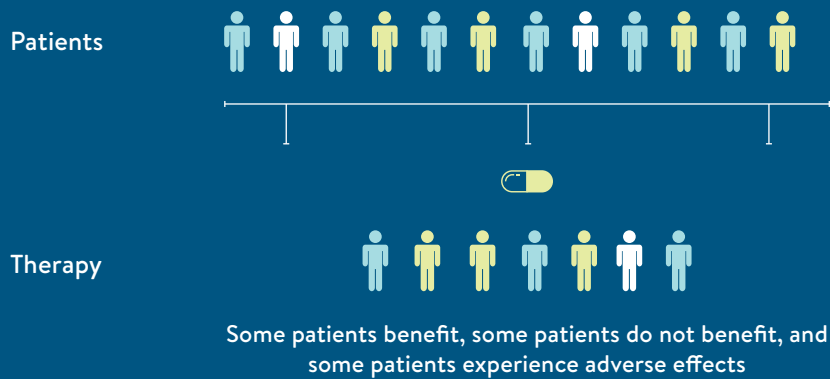 Patients
Therapy
Some patients benefit, some patients do not benefit, and
some patients experience adverse effects